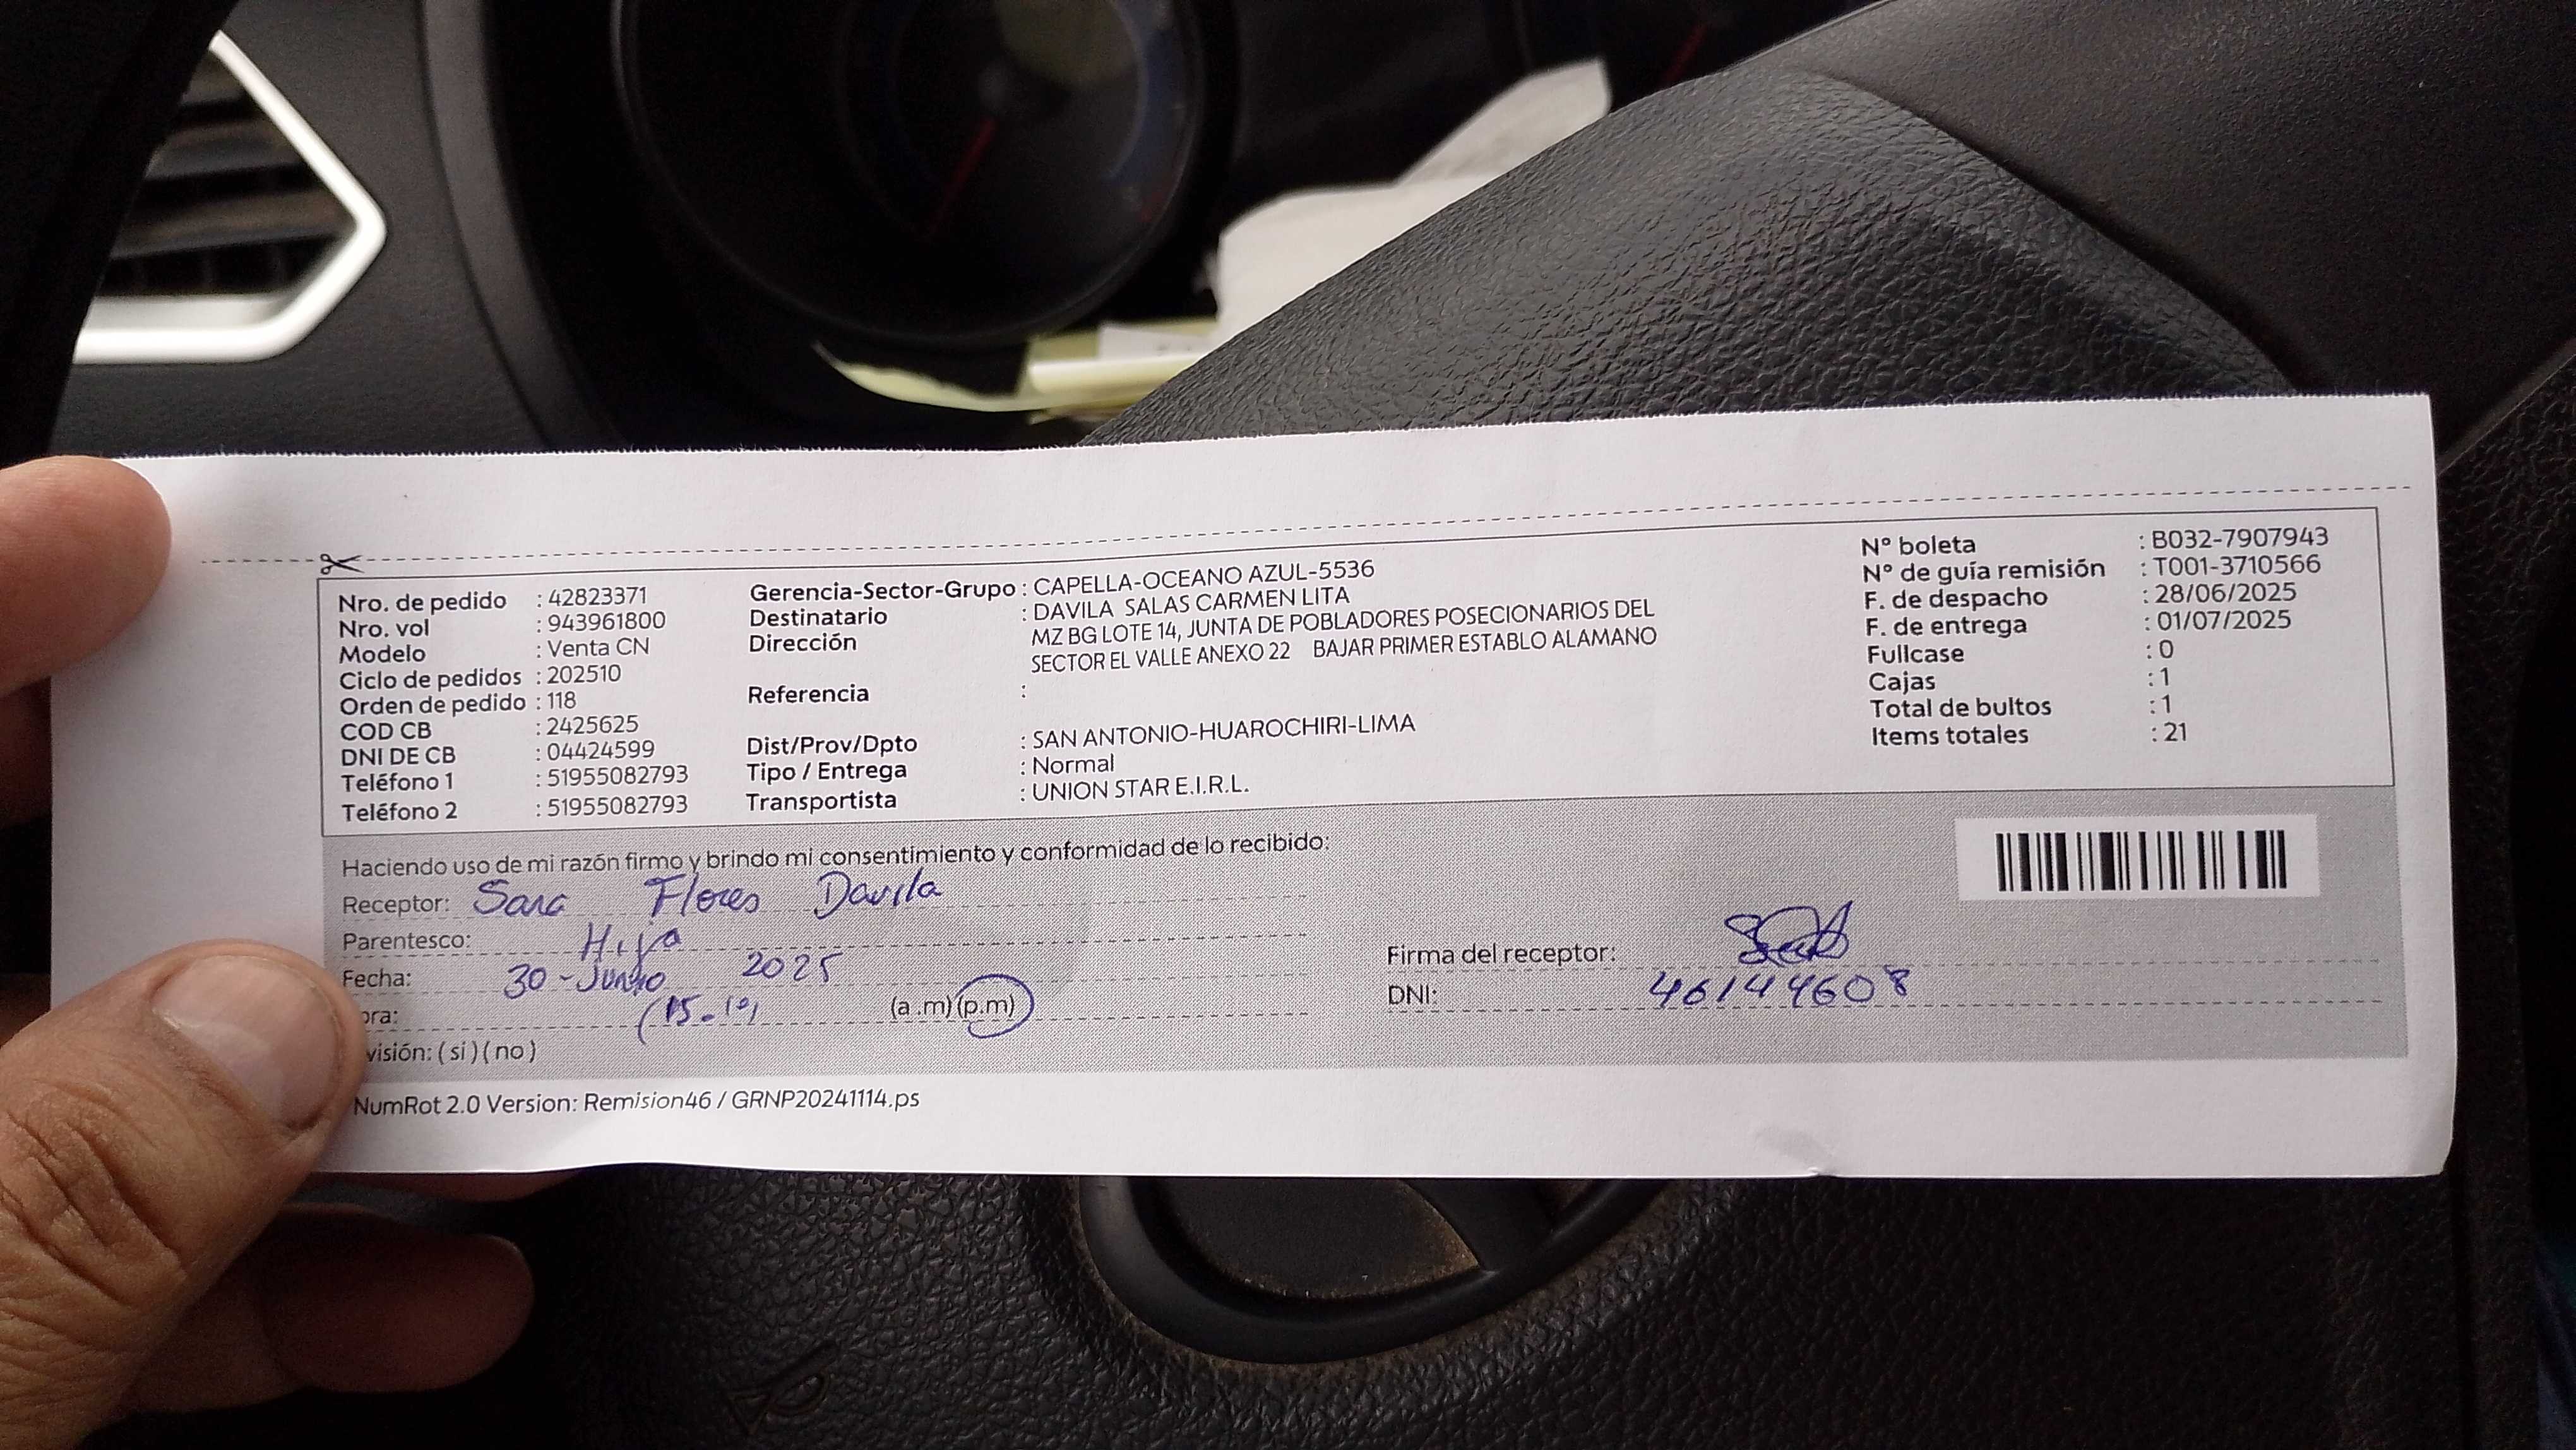 Nro. de pedido : 42823371
Nro. vol : 943961800
Modelo : Venta CN
Ciclo de pedidos : 202510
Orden de pedido : 118
COD CB : 2425625
DNI DE CB : 04424599
Teléfono 1 : 51955082793
Teléfono 2 : 51955082793
Gerencia-Sector-Grupo : CAPELLA-OCEANO AZUL-5536
Destinatario : DAVILA SALAS CARMEN LITA
Dirección MZ BG LOTE 14, JUNTA DE POBLADORES POSECIONARIOS DEL
SECTOR EL VALLE ANEXO 22 BAJAR PRIMER ESTABLO ALAMANO
Referencia :
Dist/Prov/Dpto : SAN ANTONIO-HUAROCHIRI-LIMA
Tipo / Entrega : Normal
Transportista : UNION STAR E.I.R.L.
N° boleta : B032-7907943
N° de guía remisión : T001-3710566
F. de despacho : 28/06/2025
F. de entrega : 01/07/2025
Fullcase : 0
Cajas : 1
Total de bultos : 1
Items totales : 21
Haciendo uso de mi razón firmo y brindo mi consentimiento y conformidad de lo recibido:
Receptor: Sara Flores Davila
Parentesco: Hija
Fecha: 30-Junio 2025
ora: (a .m) (p.m)
visión: ( si ) ( no )
Firma del receptor:
DNI: 46144608
NumRot 2.0 Version: Remision46 / GRNP20241114.ps